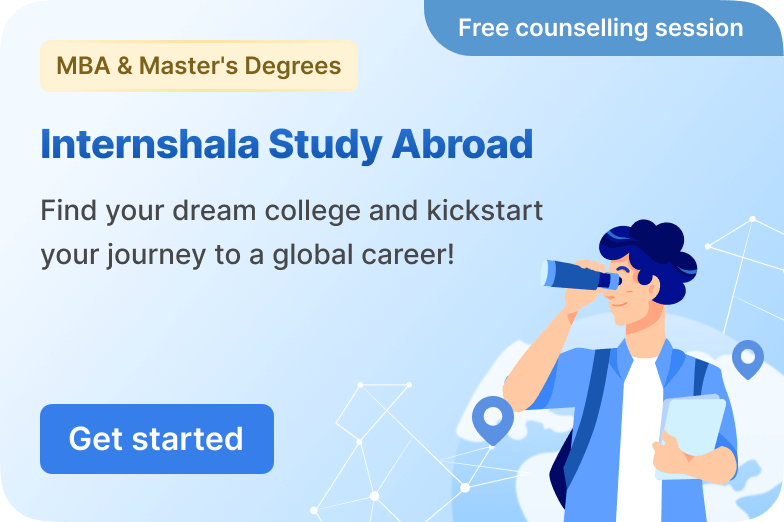 Free counselling session
MBA & Master's Degrees
Internshala Study Abroad
Find your dream college and kickstart
your journey to a global career!
Get started